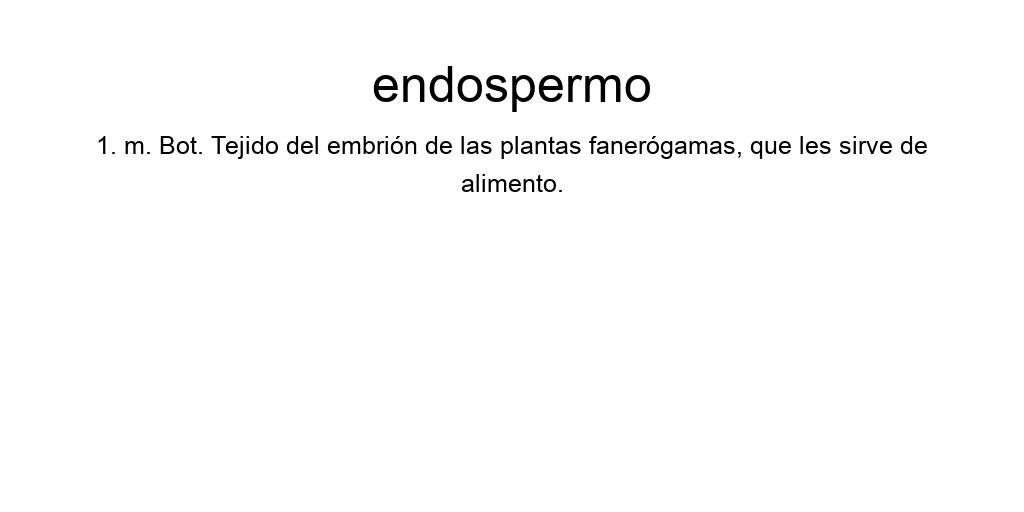 endospermo
1. m. Bot. Tejido del embrión de las plantas fanerógamas, que les sirve de
alimento.